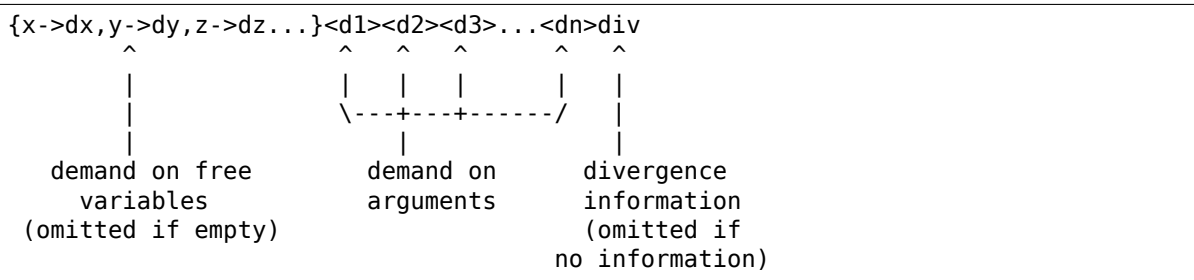 {x->dx,y->dy,z->dz...}<d1><d2><d3>...<dn>div
        ^              ^   ^   ^      ^   ^
        |              |   |   |      |   |
        |              \---+---+------/   |
        |                  |              |
   demand on free        demand on      divergence
     variables           arguments      information
 (omitted if empty)                     (omitted if
                                      no information)